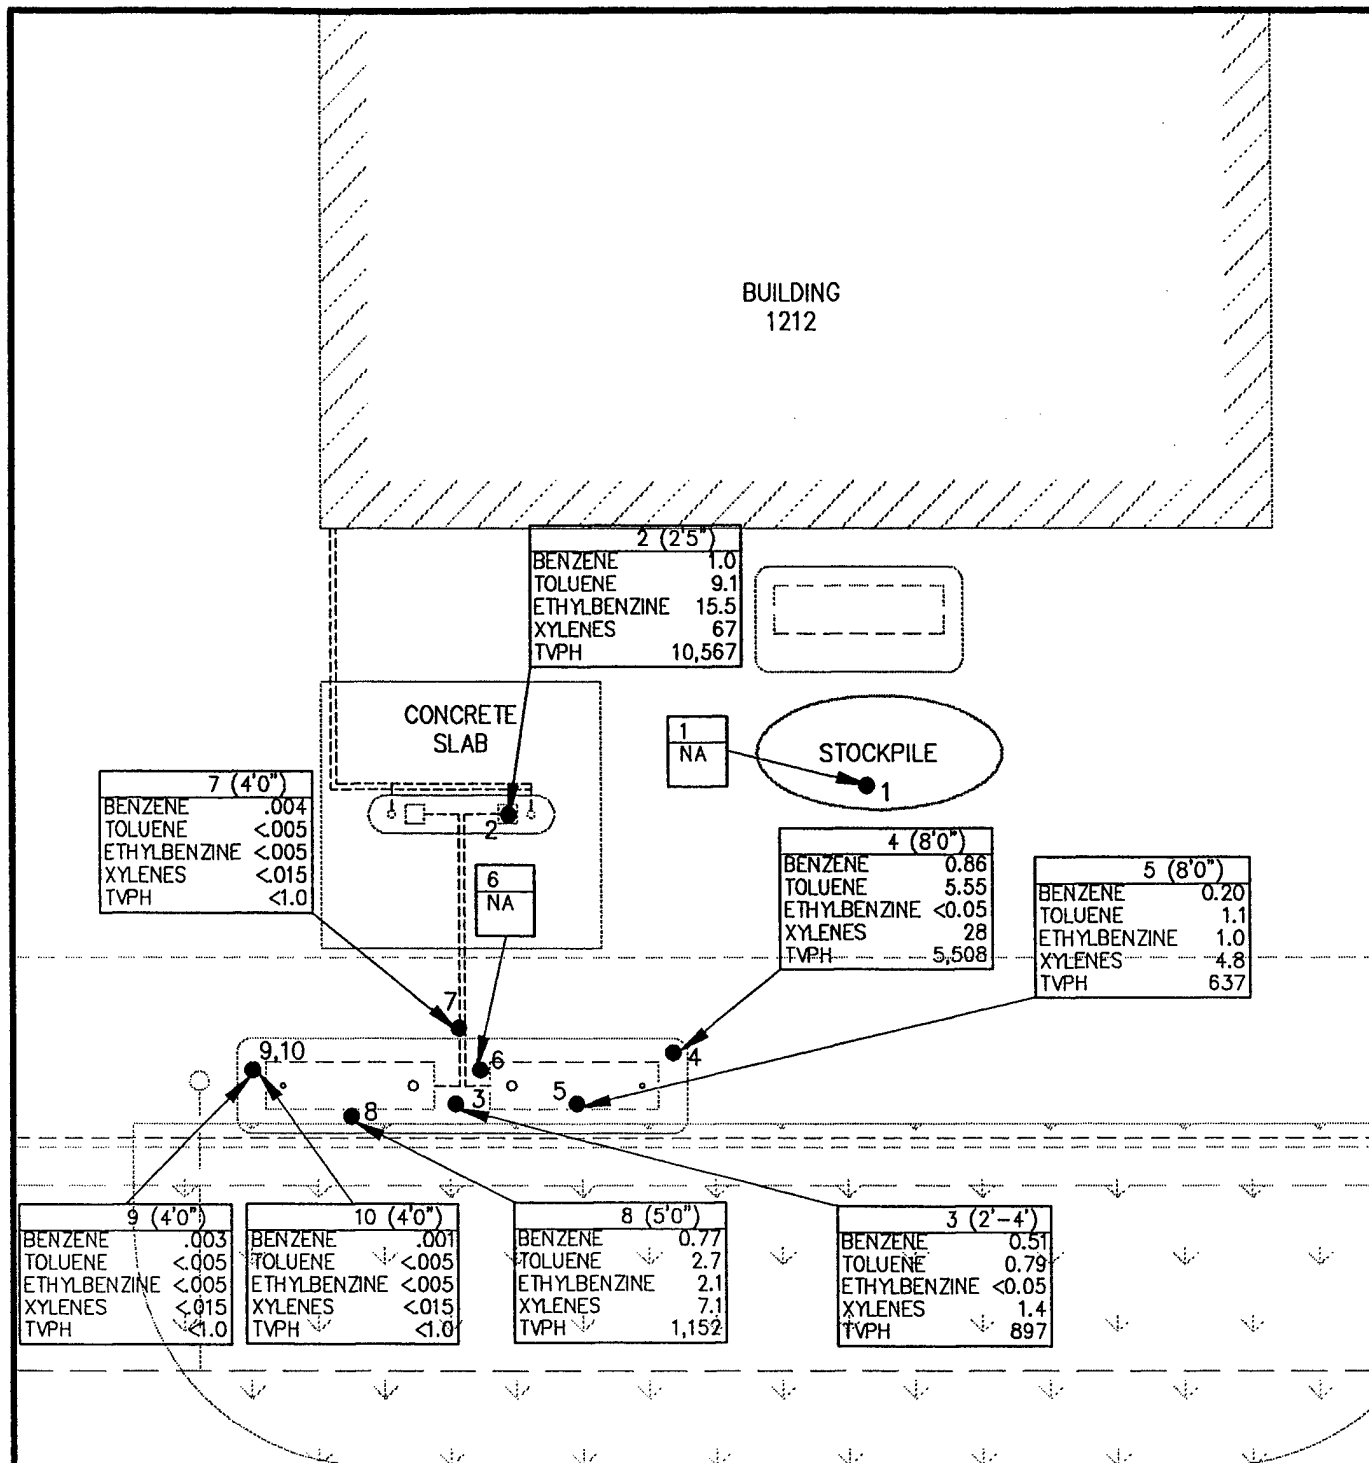 BUILDING
1212
2 (2'5")
BENZENE 1.0
TOLUENE 9.1
ETHYLBENZINE 15.5
XYLENES 67
TVPH 10,567
CONCRETE
SLAB
1
NA
STOCKPILE
1
7 (4'0")
BENZENE .004
TOLUENE <.005
ETHYLBENZINE <.005
XYLENES <.015
TVPH <1.0
2
6
NA
4 (8'0")
BENZENE 0.86
TOLUENE 5.55
ETHYLBENZINE <0.05
XYLENES 28
TVPH 5,508
5 (8'0")
BENZENE 0.20
TOLUENE 1.1
ETHYLBENZINE 1.0
XYLENES 4.8
TVPH 637
7
9,10
6
4
8
3
5
9 (4'0")
BENZENE .003
TOLUENE <.005
ETHYLBENZINE <.005
XYLENES <.015
TVPH <1.0
10 (4'0")
BENZENE .001
TOLUENE <.005
ETHYLBENZINE <.005
XYLENES <.015
TVPH <1.0
8 (5'0")
BENZENE 0.77
TOLUENE 2.7
ETHYLBENZINE 2.1
XYLENES 7.1
TVPH 1,152
3 (2'-4')
BENZENE 0.51
TOLUENE 0.79
ETHYLBENZINE <0.05
XYLENES 1.4
TVPH 897